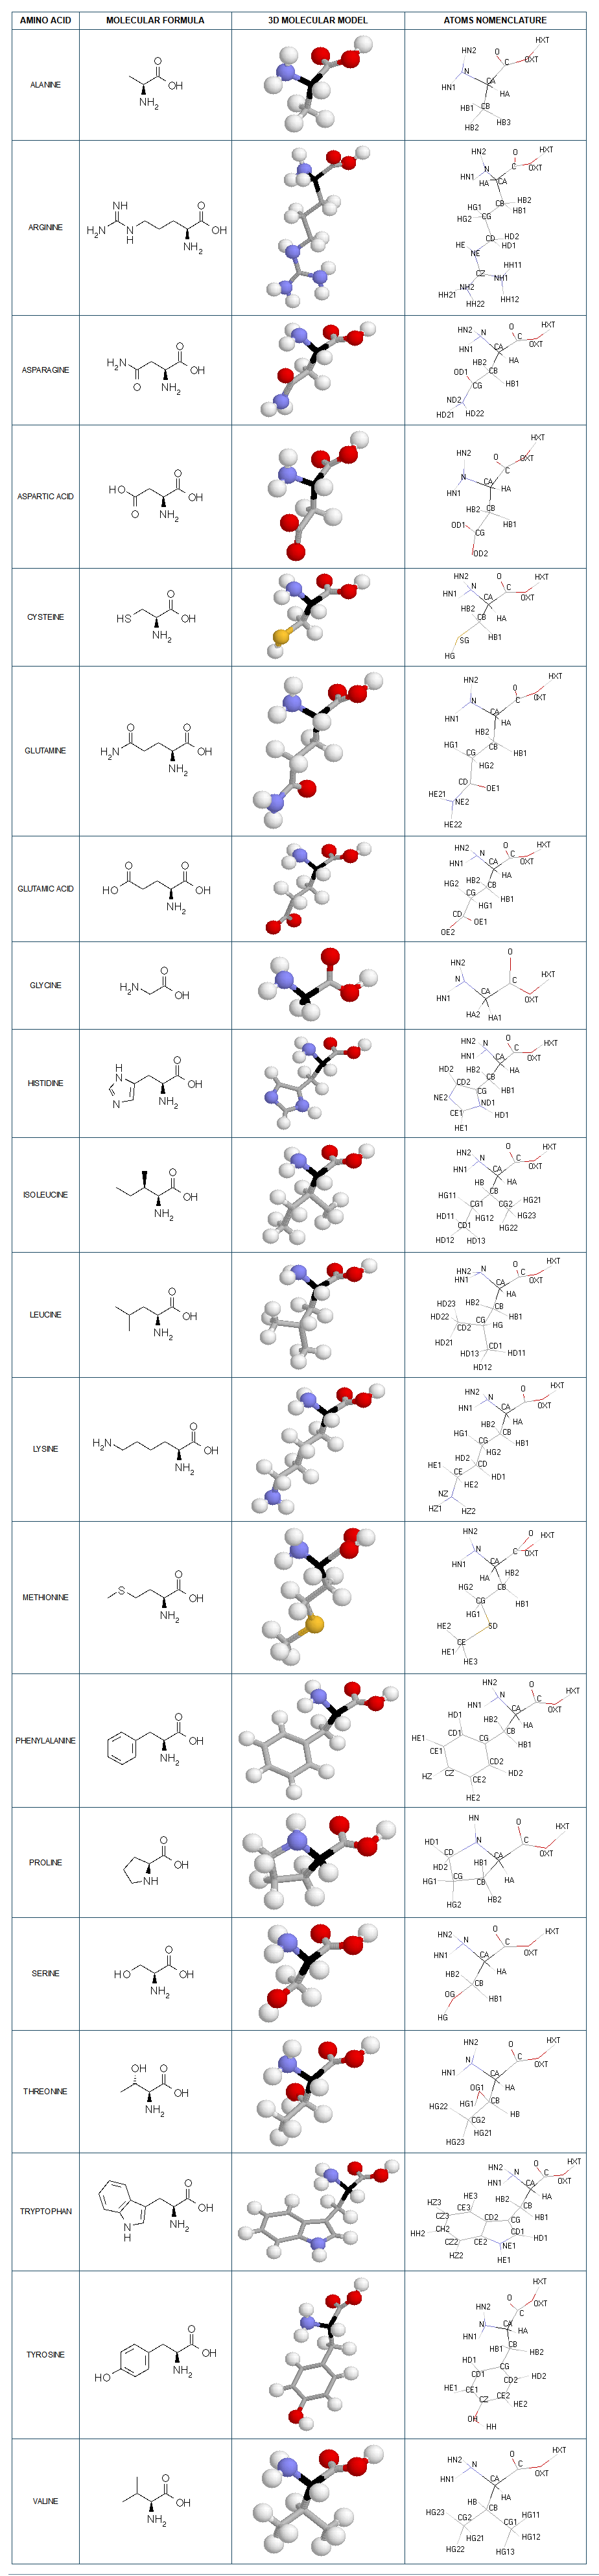 AMINO ACID MOLECULAR FORMULA 3D MOLECULAR MODEL ATOMS NOMENCLATURE
ALANINE
O
OH
NH2
HXT
HN2
O C
OXT
N
CA
HN1
HA
HB1 CB
HB3
HB2
ARGININE
NH
H2N N
H
O
OH
NH2
HXT
HN2
O
C
N OXT
HN1
HA CA
CB HB2
HG1 HB1
HG2 CG
CD HD2
HE HD1
NE
HH11
CZ
NH1
NH2
HH21 HH12
HH22
ASPARAGINE
H2N
O
O
OH
NH2
HXT
HN2 N
O
C
OXT
HN1 CA
HA
HB2
OD1 CB
CG HB1
ND2
HD21 HD22
ASPARTIC ACID
HO
O
O
OH
NH2
HXT
HN2
O OXT
C
N
CA
HN1 HA
HB2 CB
OD1 HB1
CG
OD2
CYSTEINE
HS
O
OH
NH2
HN2 O HXT
N C
HN1 CA OXT
HB2
CB HA
SG HB1
HG
GLUTAMINE
O
H2N
O
OH
NH2
HXT
HN2
O
C OXT
N
CA
HN1 HA
HB2
HG1 CB
CG HB1
HG2
CD
OE1
HE21
NE2
HE22
GLUTAMIC ACID
O
HO
O
OH
NH2
HN2 N O HXT
C
HN1 CA OXT
HA
HG2 HB2 CB
CG HB1
HG1
CD
OE1
OE2
GLYCINE
H2N
O
OH
O
HN2
HXT
N C
CA
HN1 OXT
HA2 HA1
HISTIDINE
H
N
N
O
OH
NH2
HN2 N O HXT
C
HN1 CA OXT
HD2 HB2 HA
CD2 CB
CG HB1
NE2
ND1
CE1 HD1
HE1
ISOLEUCINE
O
OH
NH2
HXT
HN2 N O
C
HN1 CA OXT
HB HA
HG11 CB
CG1 CG2 HG21
HD11 HG12 HG23
CD1 HG22
HD12 HD13
LEUCINE
O
OH
NH2
HXT
HN2 N O C
HN1 CA OXT
HA
HD23 HB2 CB
HD22 CG HB1
CD2 HG
HD21 CD1
HD13 HD11
HD12
LYSINE
H2N
O
OH
NH2
HXT
HN2 O
N C
HN1 CA OXT
HB2 HA
HG1 CB
CG HB1
HG2
HE1 HD2 CD
CE HD1
HE2
NZ
HZ1 HZ2
METHIONINE
S
O
OH
NH2
HN2 O HXT
N C OXT
HN1 CA
HA HB2
HG2 CB
CG HB1
HG1
HE2 SD
CE
HE1
HE3
PHENYLALANINE
O
OH
NH2
HN2 O HXT
N C
HN1 CA OXT
HD1 HB2 HA
CD1 CB
HE1 CG HB1
CE1
CD2
HZ CZ HD2
CE2
HE2
PROLINE
O
OH
NH
HN
O HXT
HD1 N C
CD CA OXT
HD2 HB1
HG1 CG CB HA
HB2
HG2
SERINE
HO
O
OH
NH2
HN2 O HXT
N C
HN1 CA OXT
HA
HB2 CB
OG HB1
HG
THREONINE
OH
O
OH
NH2
HN2 O HXT
N C
HN1 CA OXT
OG1 HA
HG22 HG1 CB
CG2 HB
HG21
HG23
TRYPTOPHAN
N
H
O
OH
NH2
HXT
HN2 N O
C
HN1 CA OXT
HE3 HA
HZ3 CE3 HB2 CB
CZ3 CD2 CG HB1
HH2 CH2 CD1
CZ2 CE2 HD1
HZ2 NE1
HE1
TYROSINE
HO
O
OH
NH2
HXT
HN2 O
C OXT
N CA
HN1 HA
CB
HB1 HB2
HD1 CG
CD1
CD2 HD2
HE1 CE1
CZ CE2
HE2
OH
HH
VALINE
O
OH
NH2
HXT
HN2 N O
C
HN1 CA OXT
HA
HB CB
HG23
CG2 CG1 HG11
HG21 HG12
HG22 HG13